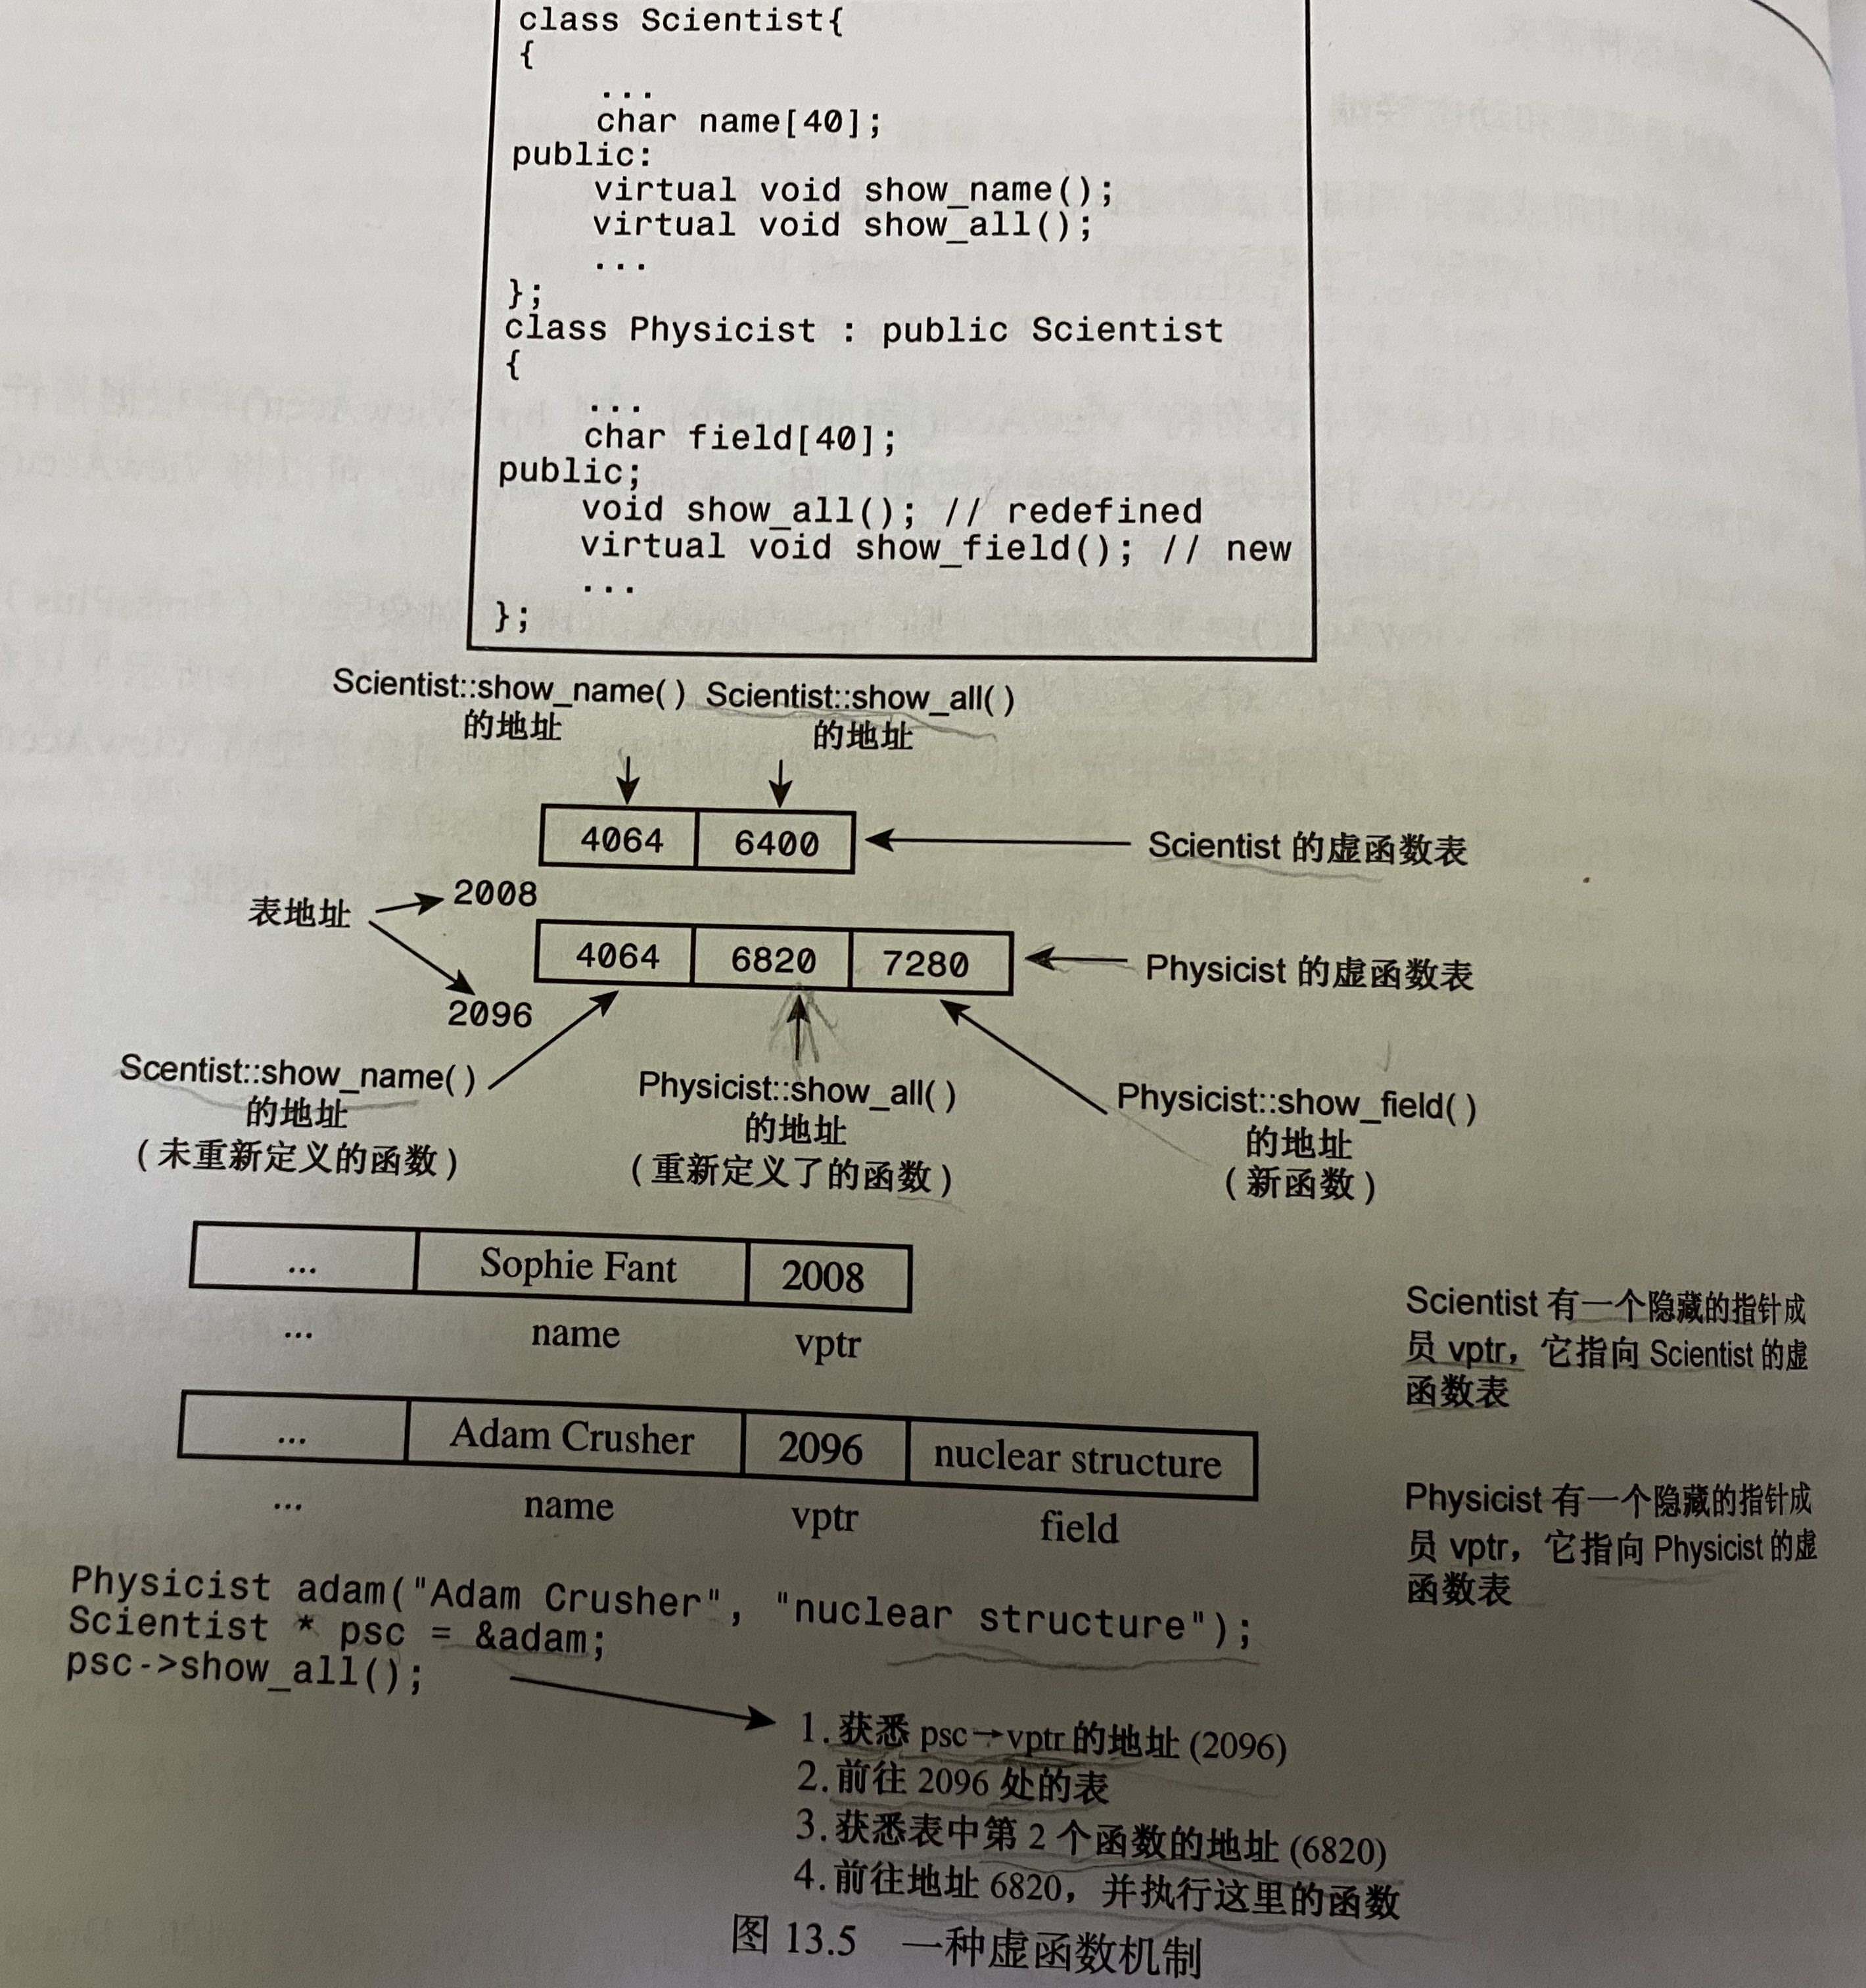 class Scientist{
{
...
char name[40];
public:
virtual void show_name();
virtual void show_all();
...
};
class Physicist : public Scientist
{
...
char field[40];
public;
void show_all(); // redefined
virtual void show_field(); // new
...
};
Scientist::show_name( ) Scientist::show_all( )
的地址 的地址
4064 6400
Scientist 的虚函数表
表地址
2008
4064 6820 7280
Physicist 的虚函数表
2096
Scentist::show_name( )
的地址
(未重新定义的函数)
Physicist::show_all( )
的地址
(重新定义了的函数)
Physicist::show_field( )
的地址
(新函数)
... Sophie Fant 2008
... name vptr
Scientist 有一个隐藏的指针成
员 vptr，它指向 Scientist 的虚
函数表
... Adam Crusher 2096 nuclear structure
... name vptr field
Physicist 有一个隐藏的指针成
员 vptr，它指向 Physicist 的虚
函数表
Physicist adam("Adam Crusher", "nuclear structure");
Scientist * psc = &adam;
psc->show_all();
1.获悉 psc→vptr 的地址 (2096)
2.前往 2096 处的表
3.获悉表中第 2 个函数的地址 (6820)
4.前往地址 6820，并执行这里的函数
图 13.5 一种虚函数机制